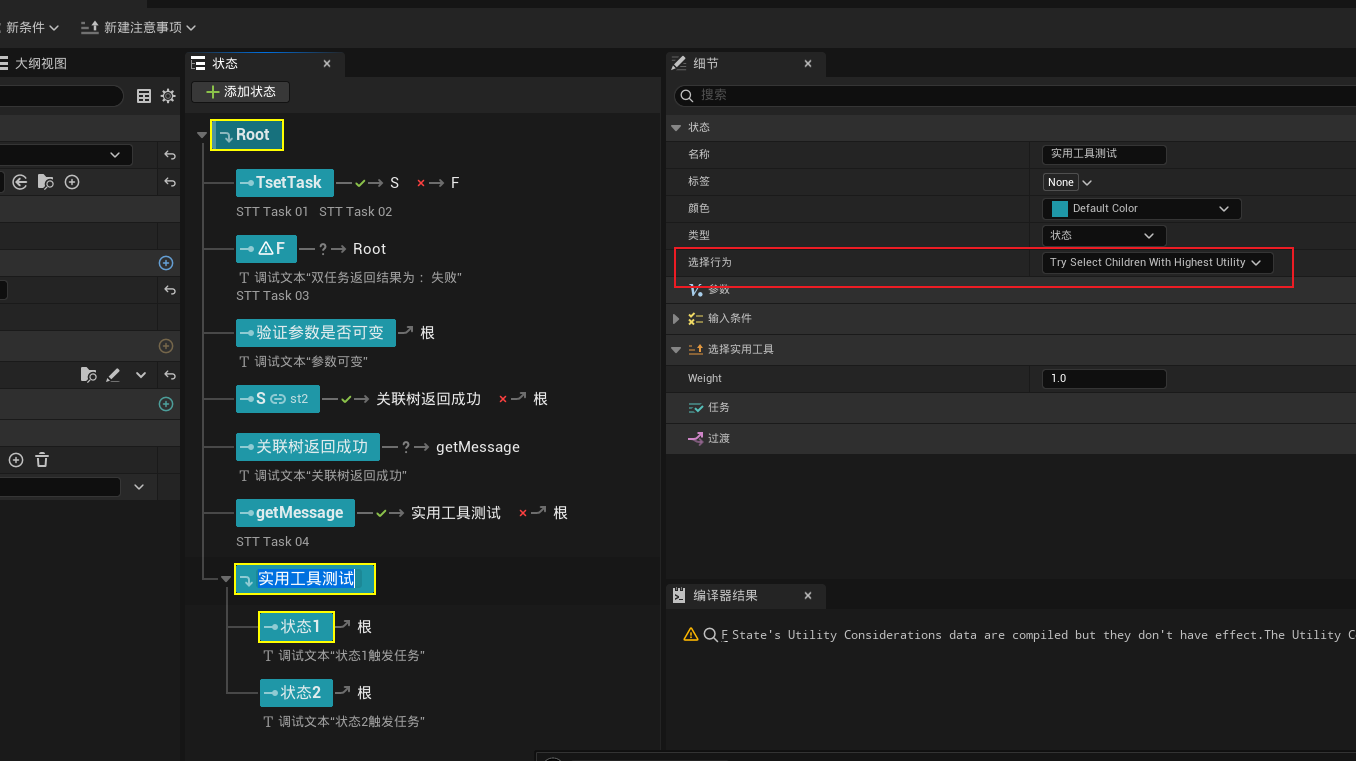 新条件
新建注意事项
大纲视图
状态
添加状态
Root
TsetTask S F
STT Task 01 STT Task 02
F ? Root
T 调试文本“双任务返回结果为： 失败”
STT Task 03
验证参数是否可变 根
T 调试文本“参数可变”
S st2 关联树返回成功 根
关联树返回成功 ? getMessage
T 调试文本“关联树返回成功”
getMessage 实用工具测试 根
STT Task 04
实用工具测试
状态1 根
T 调试文本“状态1触发任务”
状态2 根
T 调试文本“状态2触发任务”
细节
搜索
状态
名称 实用工具测试
标签 None
颜色 Default Color
类型 状态
选择行为 Try Select Children With Highest Utility
参数
输入条件
选择实用工具
Weight 1.0
任务
过渡
编译器结果
F State's Utility Considerations data are compiled but they don't have effect.The Utility C